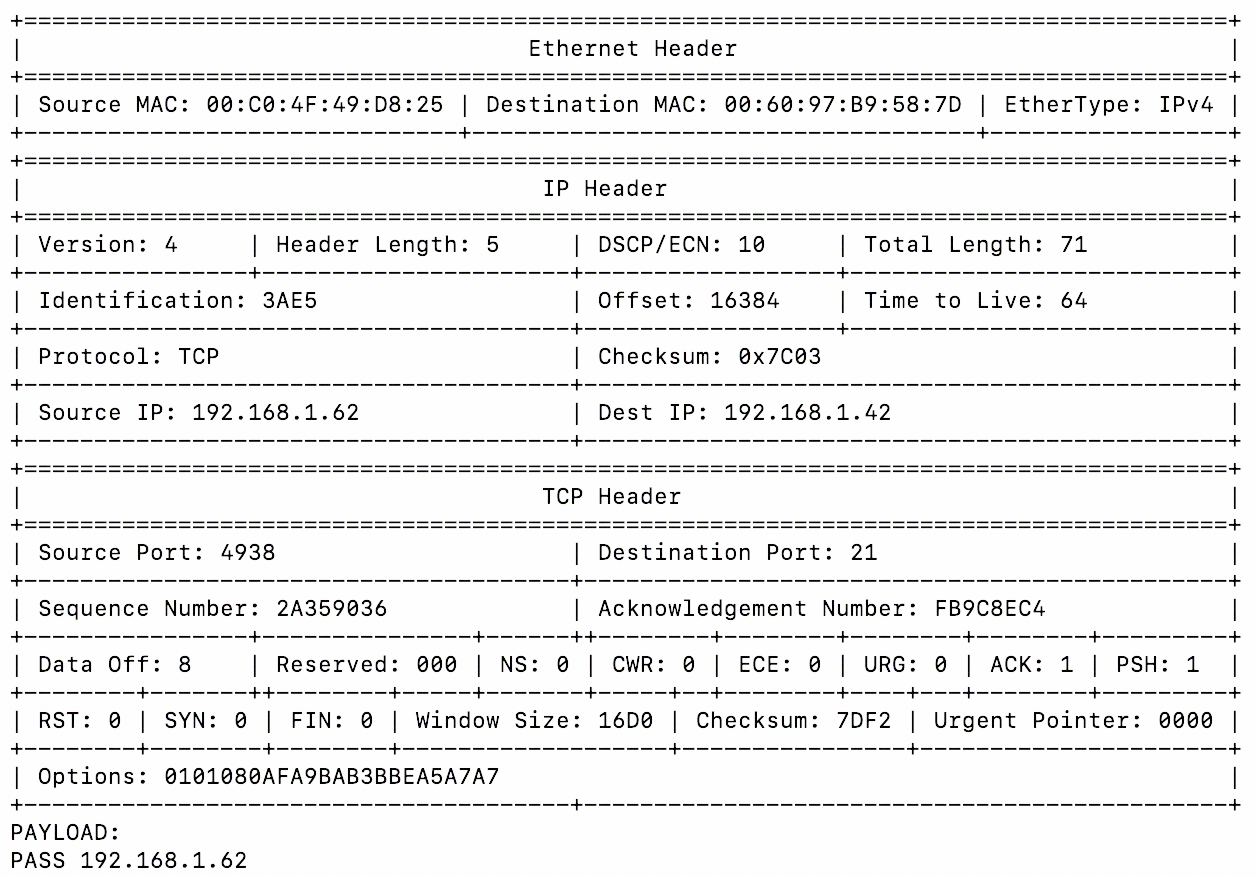 Ethernet Header
Source MAC: 00:C0:4F:49:D8:25 | Destination MAC: 00:60:97:B9:58:7D | EtherType: IPv4
IP Header
Version: 4 | Header Length: 5 | DSCP/ECN: 10 | Total Length: 71
Identification: 3AE5 | Offset: 16384 | Time to Live: 64
Protocol: TCP | Checksum: 0x7C03
Source IP: 192.168.1.62 | Dest IP: 192.168.1.42
TCP Header
Source Port: 4938 | Destination Port: 21
Sequence Number: 2A359036 | Acknowledgement Number: FB9C8EC4
Data Off: 8 | Reserved: 000 | NS: 0 | CWR: 0 | ECE: 0 | URG: 0 | ACK: 1 | PSH: 1
RST: 0 | SYN: 0 | FIN: 0 | Window Size: 16D0 | Checksum: 7DF2 | Urgent Pointer: 0000
Options: 0101080AFA9BAB3BBEA5A7A7
PAYLOAD:
PASS 192.168.1.62